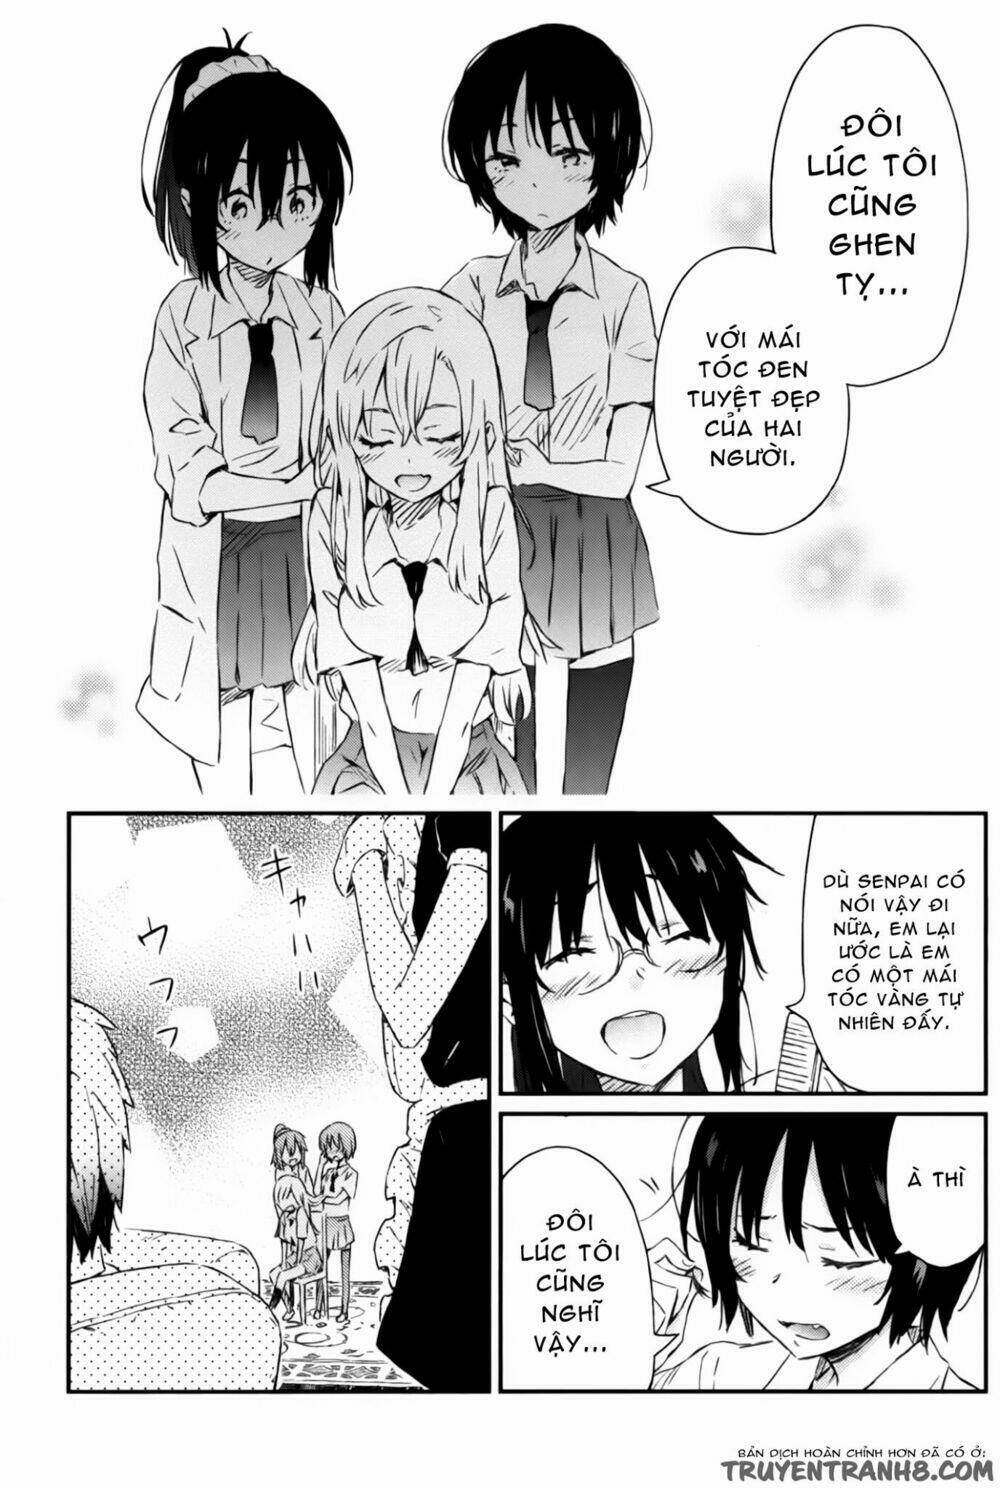 ĐÔI
LÚC TÔI
CŨNG
GHEN
TỴ...
VỚI MÁI
TÓC ĐEN
TUYỆT ĐẸP
CỦA HAI
NGƯỜI.
DÙ SENPAI CÓ
NÓI VẬY ĐI
NỮA, EM LẠI
ƯỚC LÀ EM
CÓ MỘT MÁI
TÓC VÀNG TỰ
NHIÊN ĐẤY.
キャハハ
ウフフ
À THÌ
ĐÔI
LÚC TÔI
CŨNG
NGHĨ
VẬY...
BẢN DỊCH HOÀN CHỈNH HƠN ĐÃ CÓ Ở:
TRUYENTRANH8.COM